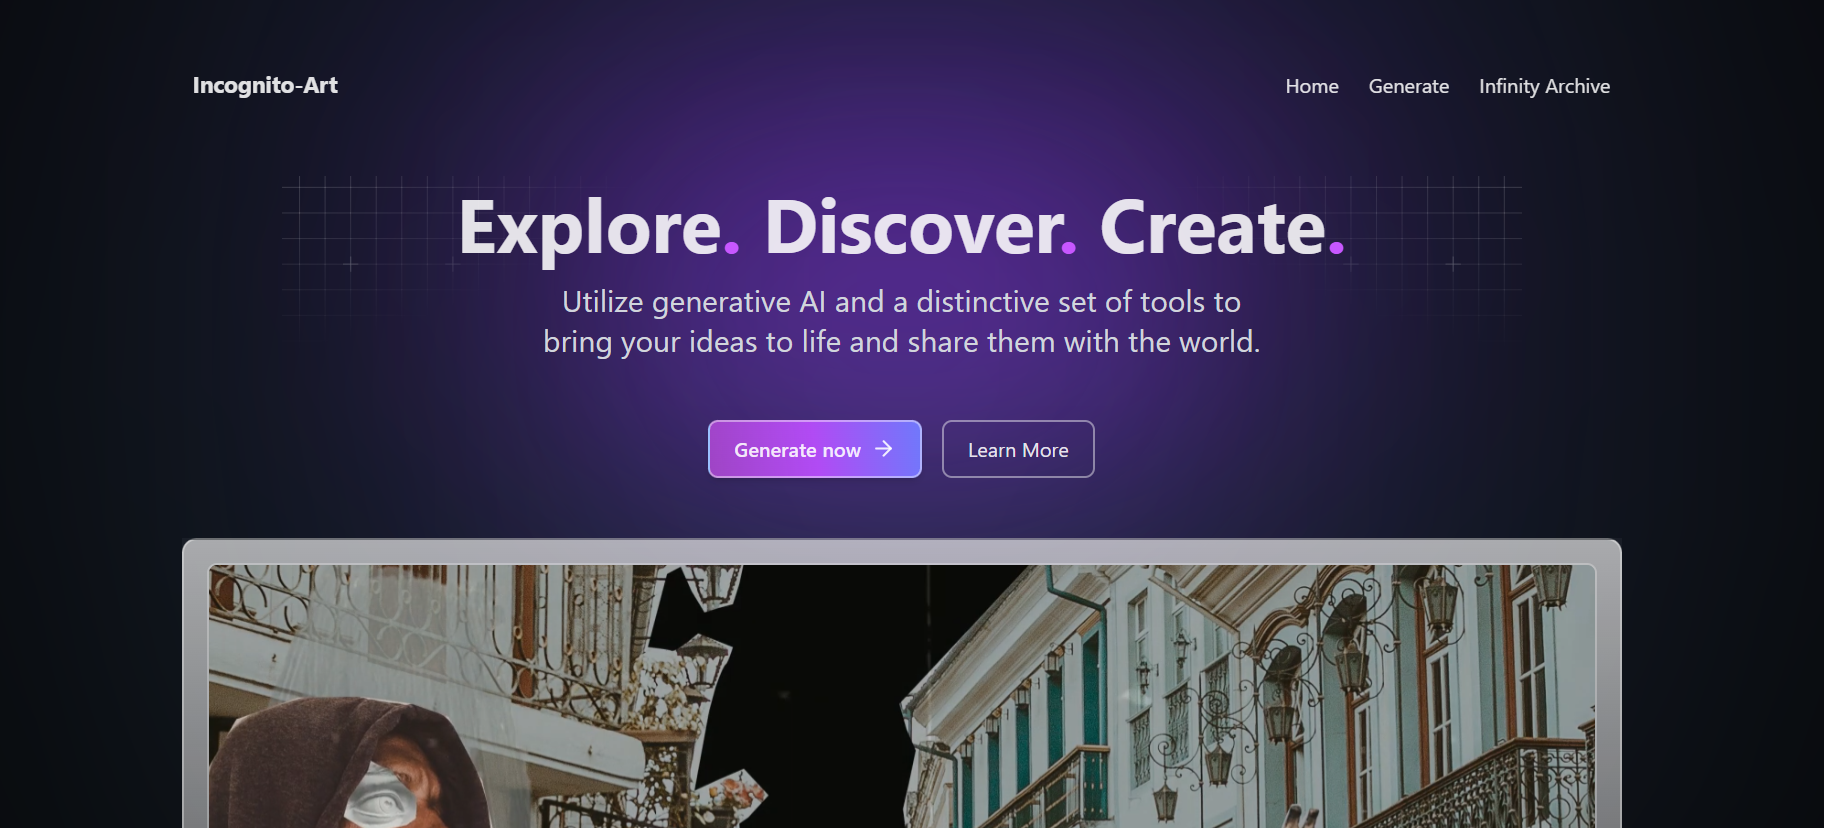 Incognito-Art
Home Generate Infinity Archive
Explore. Discover. Create.
Utilize generative AI and a distinctive set of tools to
bring your ideas to life and share them with the world.
Generate now
Learn More